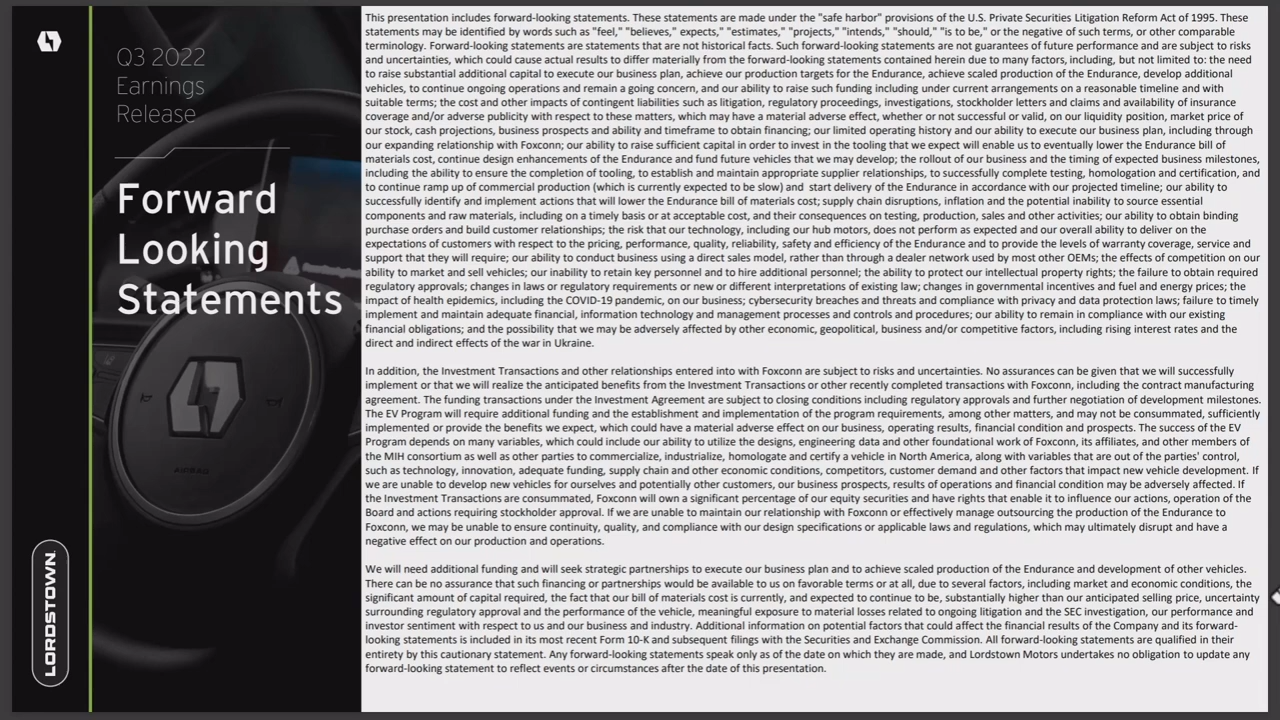 Q3 2022
Earnings
Release
Forward
Looking
Statements
LORDSTOWN
AIRBAG
This presentation includes forward-looking statements. These statements are made under the "safe harbor" provisions of the U.S. Private Securities Litigation Reform Act of 1995. These
statements may be identified by words such as "feel," "believes," expects," "estimates," "projects," "intends," "should," "is to be," or the negative of such terms, or other comparable
terminology. Forward-looking statements are statements that are not historical facts. Such forward-looking statements are not guarantees of future performance and are subject to risks
and uncertainties, which could cause actual results to differ materially from the forward-looking statements contained herein due to many factors, including, but not limited to: the need
to raise substantial additional capital to execute our business plan, achieve our production targets for the Endurance, achieve scaled production of the Endurance, develop additional
vehicles, to continue ongoing operations and remain a going concern, and our ability to raise such funding including under current arrangements on a reasonable timeline and with
suitable terms; the cost and other impacts of contingent liabilities such as litigation, regulatory proceedings, investigations, stockholder letters and claims and availability of insurance
coverage and/or adverse publicity with respect to these matters, which may have a material adverse effect, whether or not successful or valid, on our liquidity position, market price of
our stock, cash projections, business prospects and ability and timeframe to obtain financing; our limited operating history and our ability to execute our business plan, including through
our expanding relationship with Foxconn; our ability to raise sufficient capital in order to invest in the tooling that we expect will enable us to eventually lower the Endurance bill of
materials cost, continue design enhancements of the Endurance and fund future vehicles that we may develop; the rollout of our business and the timing of expected business milestones,
including the ability to ensure the completion of tooling, to establish and maintain appropriate supplier relationships, to successfully complete testing, homologation and certification, and
to continue ramp up of commercial production (which is currently expected to be slow) and start delivery of the Endurance in accordance with our projected timeline; our ability to
successfully identify and implement actions that will lower the Endurance bill of materials cost; supply chain disruptions, inflation and the potential inability to source essential
components and raw materials, including on a timely basis or at acceptable cost, and their consequences on testing, production, sales and other activities; our ability to obtain binding
purchase orders and build customer relationships; the risk that our technology, including our hub motors, does not perform as expected and our overall ability to deliver on the
expectations of customers with respect to the pricing, performance, quality, reliability, safety and efficiency of the Endurance and to provide the levels of warranty coverage, service and
support that they will require; our ability to conduct business using a direct sales model, rather than through a dealer network used by most other OEMs; the effects of competition on our
ability to market and sell vehicles; our inability to retain key personnel and to hire additional personnel; the ability to protect our intellectual property rights; the failure to obtain required
regulatory approvals; changes in laws or regulatory requirements or new or different interpretations of existing law; changes in governmental incentives and fuel and energy prices; the
impact of health epidemics, including the COVID-19 pandemic, on our business; cybersecurity breaches and threats and compliance with privacy and data protection laws; failure to timely
implement and maintain adequate financial, information technology and management processes and controls and procedures; our ability to remain in compliance with our existing
financial obligations; and the possibility that we may be adversely affected by other economic, geopolitical, business and/or competitive factors, including rising interest rates and the
direct and indirect effects of the war in Ukraine.
In addition, the Investment Transactions and other relationships entered into with Foxconn are subject to risks and uncertainties. No assurances can be given that we will successfully
implement or that we will realize the anticipated benefits from the Investment Transactions or other recently completed transactions with Foxconn, including the contract manufacturing
agreement. The funding transactions under the Investment Agreement are subject to closing conditions including regulatory approvals and further negotiation of development milestones.
The EV Program will require additional funding and the establishment and implementation of the program requirements, among other matters, and may not be consummated, sufficiently
implemented or provide the benefits we expect, which could have a material adverse effect on our business, operating results, financial condition and prospects. The success of the EV
Program depends on many variables, which could include our ability to utilize the designs, engineering data and other foundational work of Foxconn, its affiliates, and other members of
the MIH consortium as well as other parties to commercialize, industrialize, homologate and certify a vehicle in North America, along with variables that are out of the parties' control,
such as technology, innovation, adequate funding, supply chain and other economic conditions, competitors, customer demand and other factors that impact new vehicle development. If
we are unable to develop new vehicles for ourselves and potentially other customers, our business prospects, results of operations and financial condition may be adversely affected. If
the Investment Transactions are consummated, Foxconn will own a significant percentage of our equity securities and have rights that enable it to influence our actions, operation of the
Board and actions requiring stockholder approval. If we are unable to maintain our relationship with Foxconn or effectively manage outsourcing the production of the Endurance to
Foxconn, we may be unable to ensure continuity, quality, and compliance with our design specifications or applicable laws and regulations, which may ultimately disrupt and have a
negative effect on our production and operations.
We will need additional funding and will seek strategic partnerships to execute our business plan and to achieve scaled production of the Endurance and development of other vehicles.
There can be no assurance that such financing or partnerships would be available to us on favorable terms or at all, due to several factors, including market and economic conditions, the
significant amount of capital required, the fact that our bill of materials cost is currently, and expected to continue to be, substantially higher than our anticipated selling price, uncertainty
surrounding regulatory approval and the performance of the vehicle, meaningful exposure to material losses related to ongoing litigation and the SEC investigation, our performance and
investor sentiment with respect to us and our business and industry. Additional information on potential factors that could affect the financial results of the Company and its forward-
looking statements is included in its most recent Form 10-K and subsequent filings with the Securities and Exchange Commission. All forward-looking statements are qualified in their
entirety by this cautionary statement. Any forward-looking statements speak only as of the date on which they are made, and Lordstown Motors undertakes no obligation to update any
forward-looking statement to reflect events or circumstances after the date of this presentation.